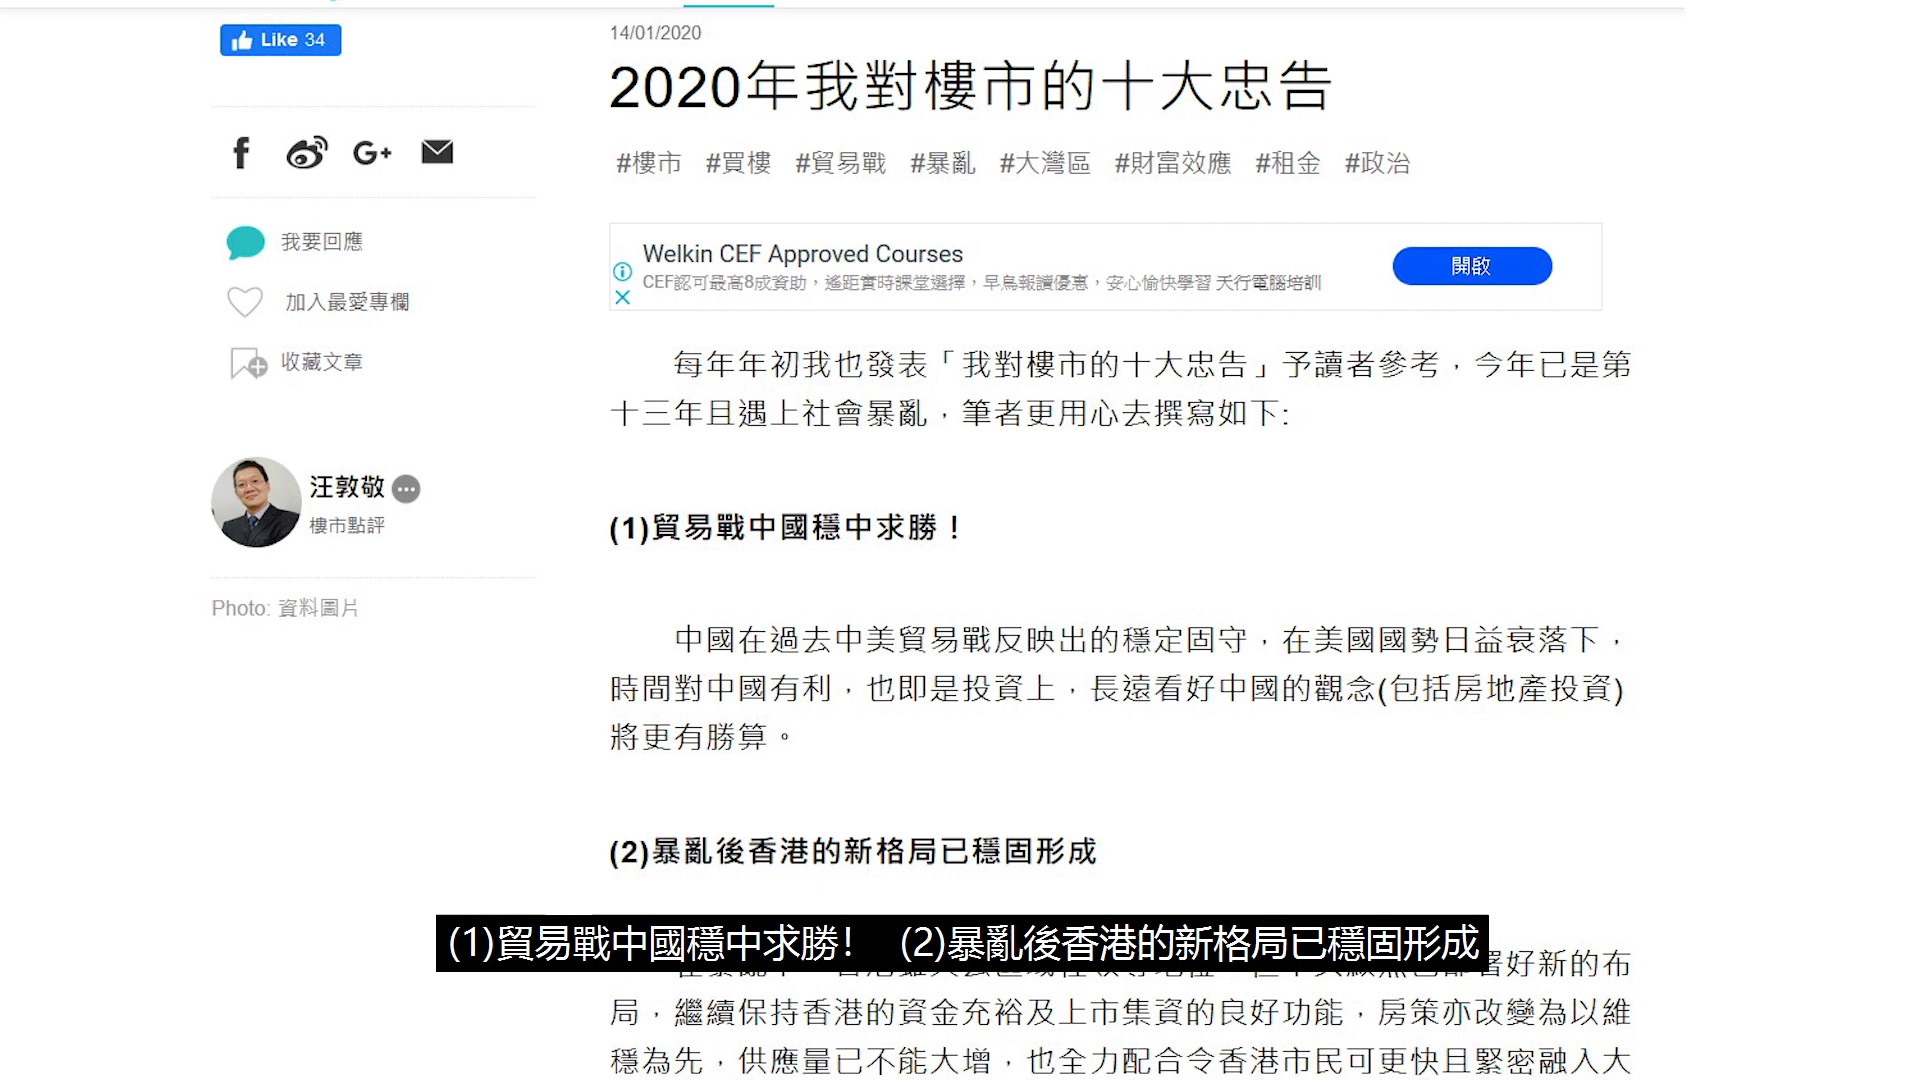 Like 34
14/01/2020
2020年我對樓市的十大忠告
#樓市 #買樓 #貿易戰 #暴亂 #大灣區 #財富效應 #租金 #政治
G+
我要回應
加入最愛專欄
收藏文章
汪敦敬
樓市點評
Photo: 資料圖片
Welkin CEF Approved Courses
CEF認可最高8成資助，遙距實時課堂選擇，早鳥報讀優惠，安心愉快學習 天行電腦培訓
開啟
每年年初我也發表「我對樓市的十大忠告」予讀者參考，今年已是第
十三年且遇上社會暴亂，筆者更用心去撰寫如下:
(1)貿易戰中國穩中求勝！
中國在過去中美貿易戰反映出的穩定固守，在美國國勢日益衰落下，
時間對中國有利，也即是投資上，長遠看好中國的觀念(包括房地產投資)
將更有勝算。
(2)暴亂後香港的新格局已穩固形成
(1)貿易戰中國穩中求勝！ (2)暴亂後香港的新格局已穩固形成
署好新的布
局，繼續保持香港的資金充裕及上市集資的良好功能，房策亦改變為以維
穩為先，供應量已不能大增，也全力配合令香港市民可更快且緊密融入大